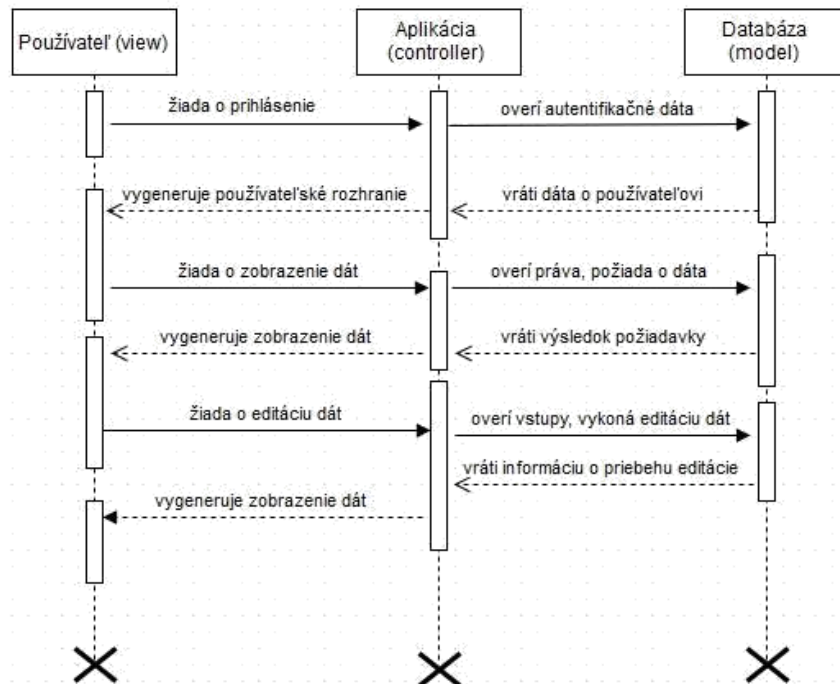 Používateľ (view)
Aplikácia
(controller)
Databáza
(model)
žiada o prihlásenie
overí autentifikačné dáta
vygeneruje používateľské rozhranie
vráti dáta o používateľovi
žiada o zobrazenie dát
overí práva, požiada o dáta
vygeneruje zobrazenie dát
vráti výsledok požiadavky
žiada o editáciu dát
overí vstupy, vykoná editáciu dát
vráti informáciu o priebehu editácie
vygeneruje zobrazenie dát